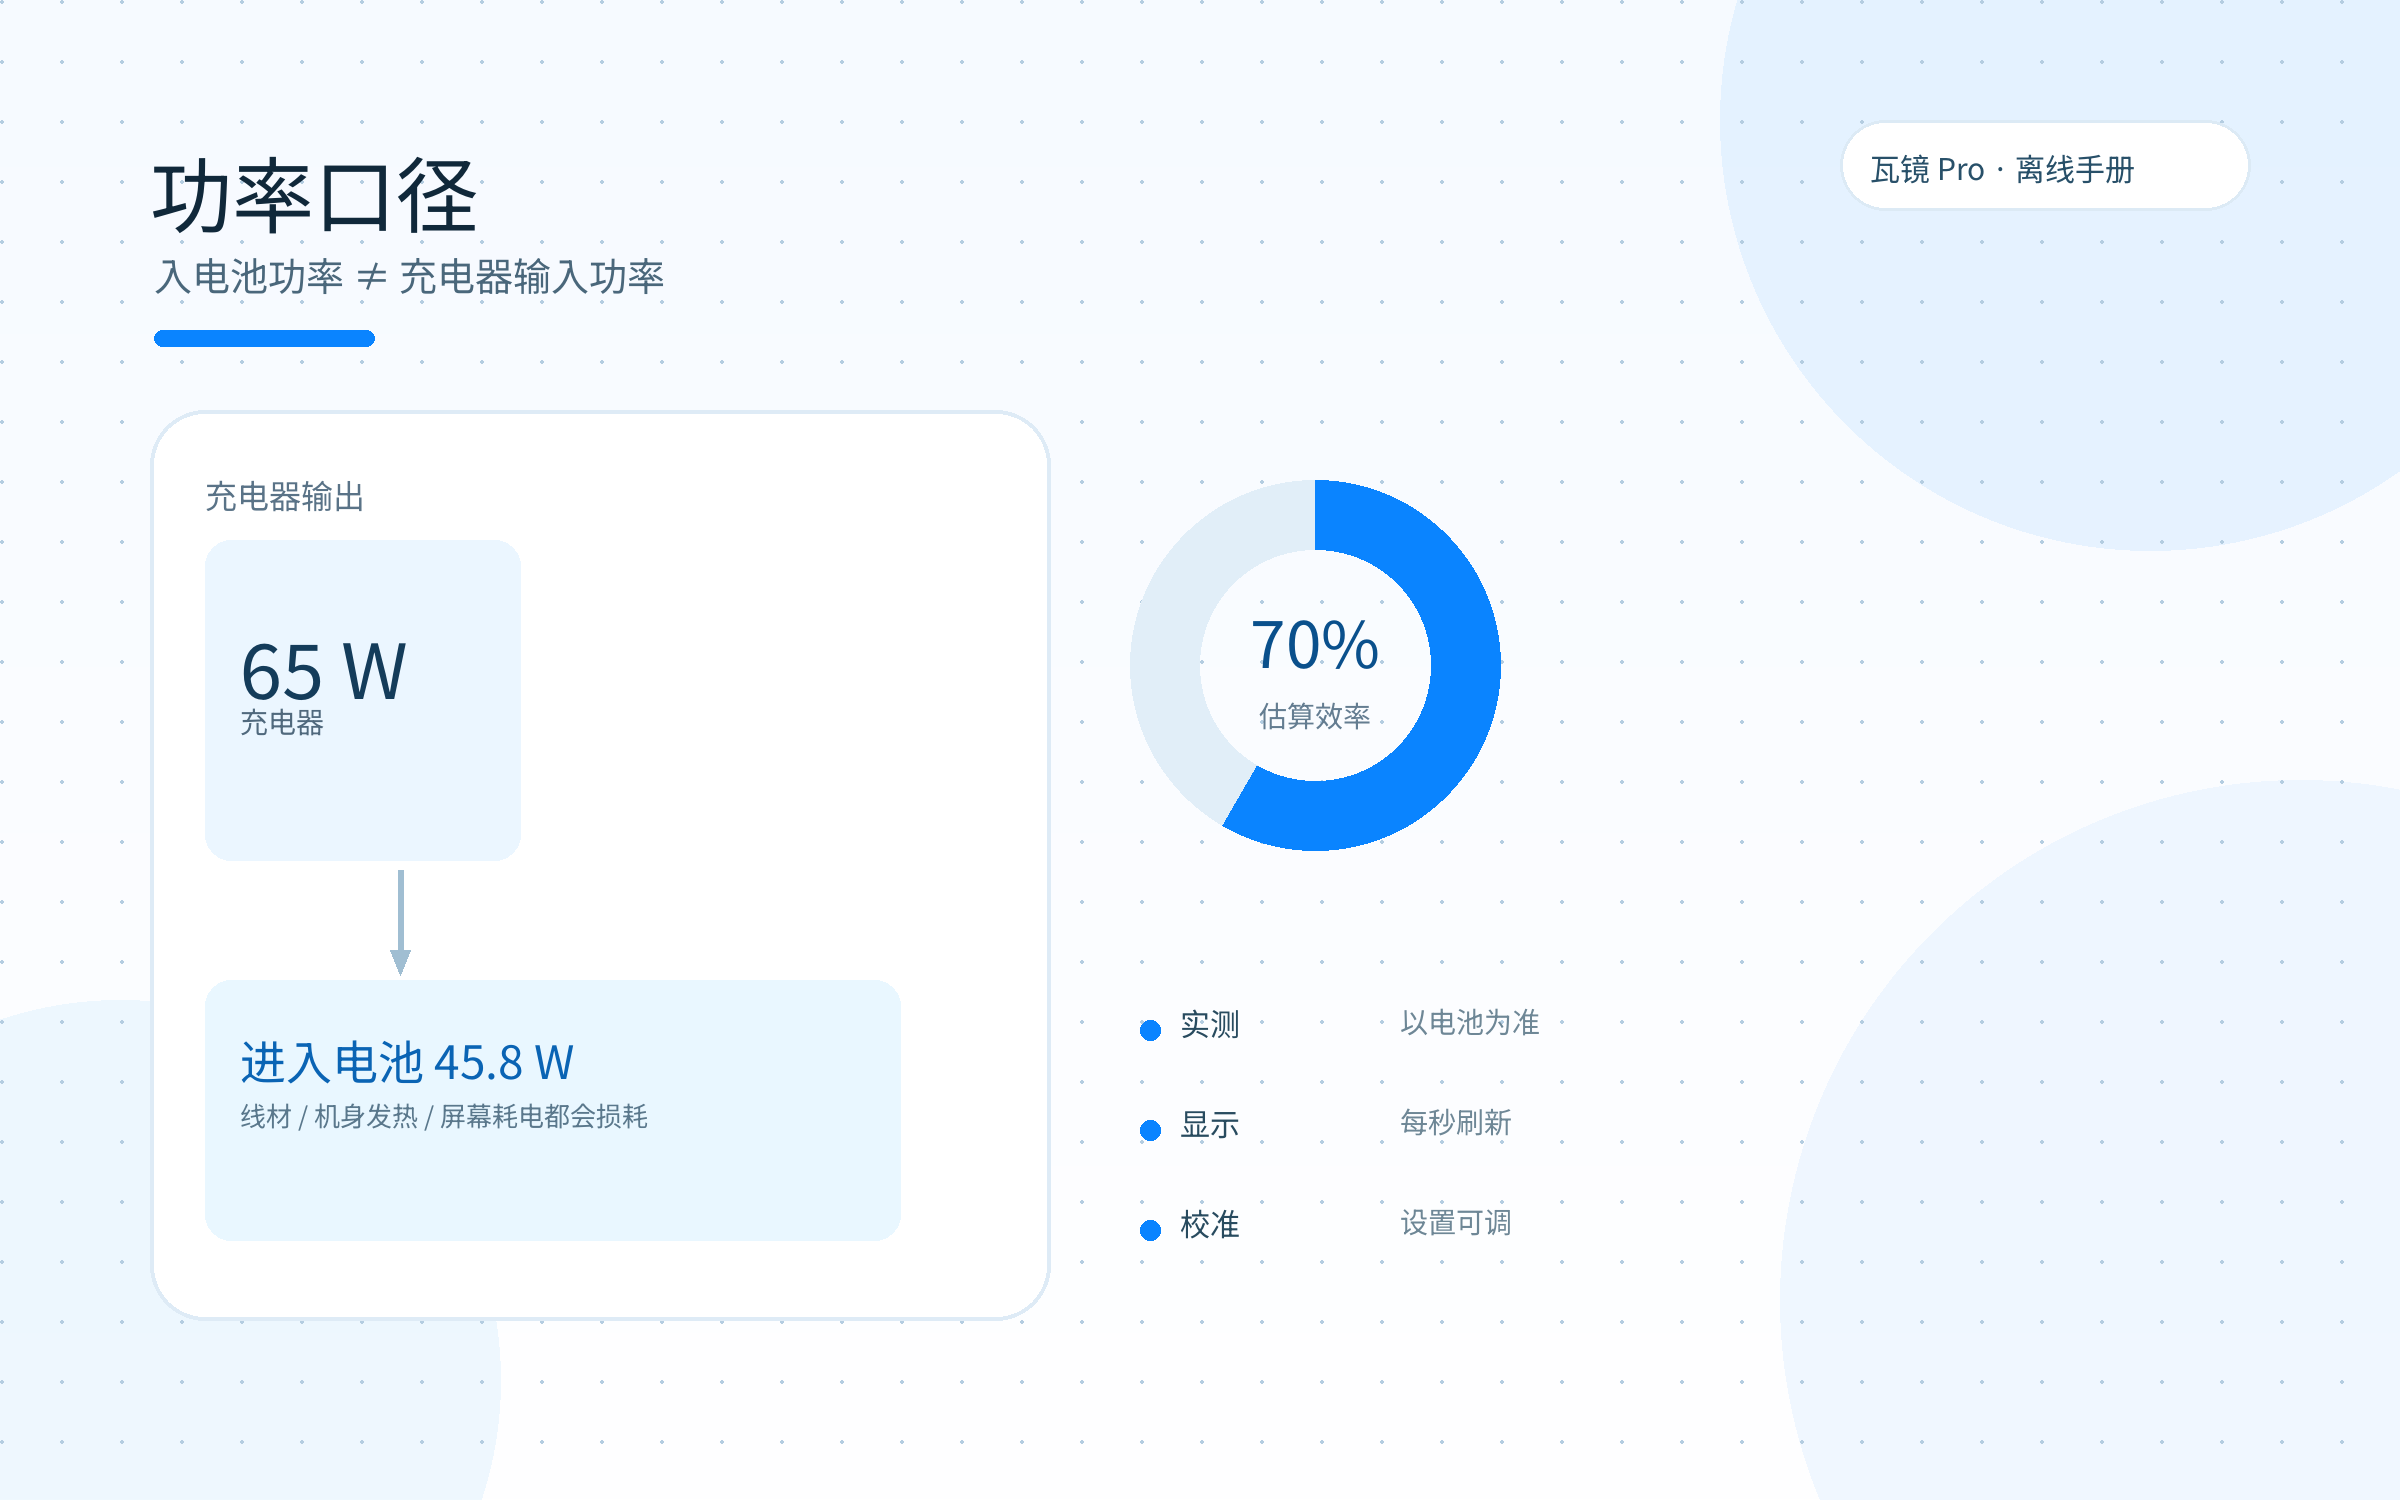 功率口径
入电池功率 ≠ 充电器输入功率
瓦镜 Pro · 离线手册
充电器输出
65 W
充电器
进入电池 45.8 W
线材 / 机身发热 / 屏幕耗电都会损耗
70%
估算效率
实测 以电池为准
显示 每秒刷新
校准 设置可调